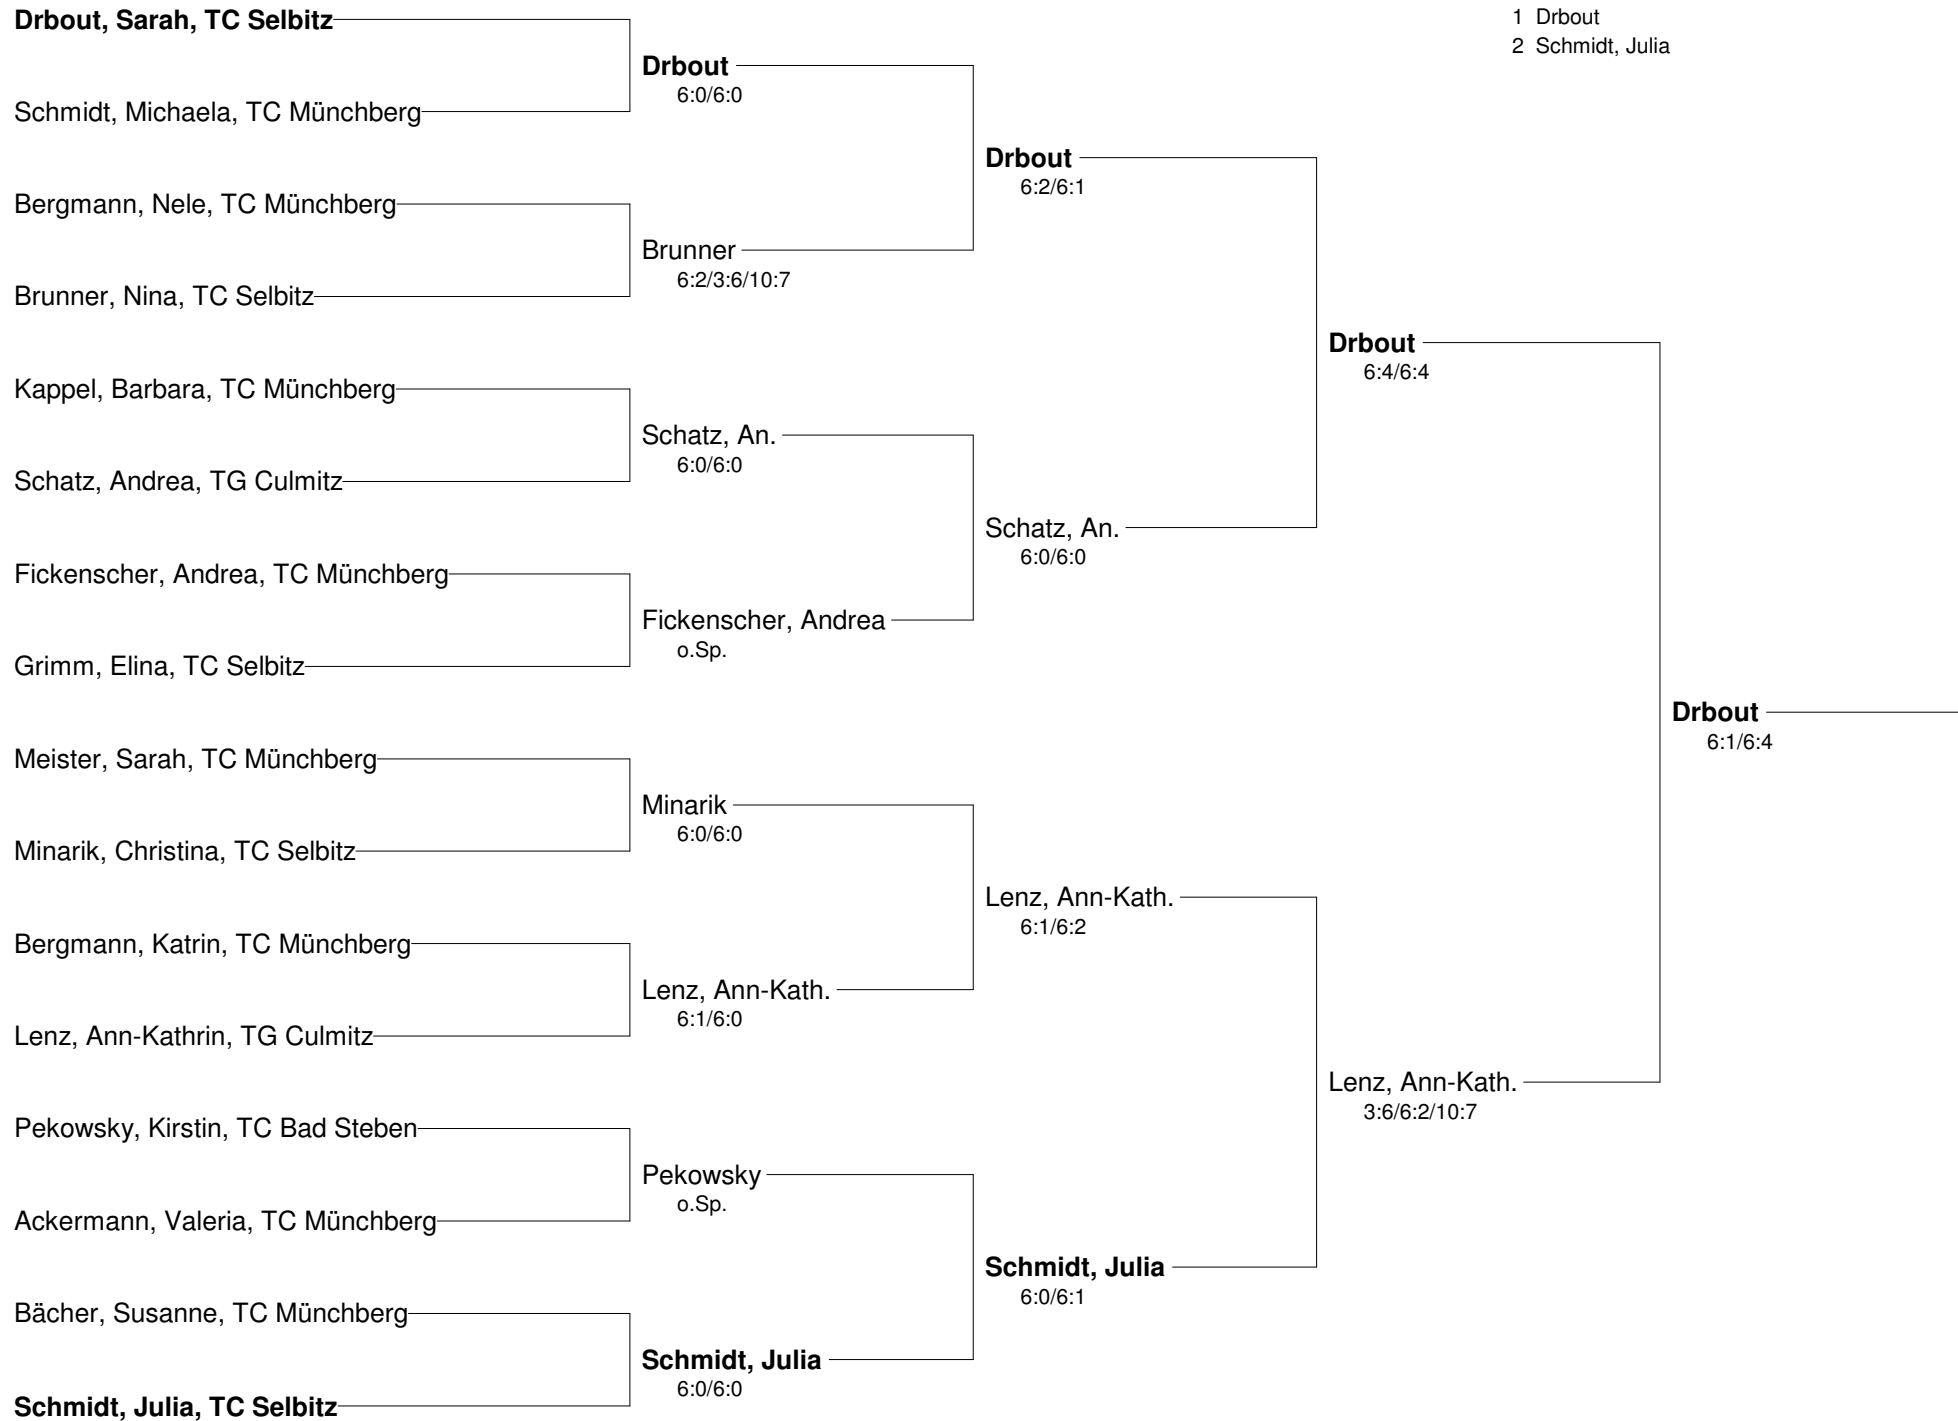 Drbout, Sarah, TC Selbitz
Schmidt, Michaela, TC Münchberg
Bergmann, Nele, TC Münchberg
Brunner, Nina, TC Selbitz
Kappel, Barbara, TC Münchberg
Schatz, Andrea, TG Culmitz
Fickenscher, Andrea, TC Münchberg
Grimm, Elina, TC Selbitz
Meister, Sarah, TC Münchberg
Minarik, Christina, TC Selbitz
Bergmann, Katrin, TC Münchberg
Lenz, Ann-Kathrin, TG Culmitz
Pekowsky, Kirstin, TC Bad Steben
Ackermann, Valeria, TC Münchberg
Bächer, Susanne, TC Münchberg
Schmidt, Julia, TC Selbitz
Drbout
6:0/6:0
Brunner
6:2/3:6/10:7
Schatz, An.
6:0/6:0
Fickenscher, Andrea
o.Sp.
Minarik
6:0/6:0
Lenz, Ann-Kath.
6:1/6:0
Pekowsky
o.Sp.
Schmidt, Julia
6:0/6:0
Drbout
6:2/6:1
Schatz, An.
6:0/6:0
Lenz, Ann-Kath.
6:1/6:2
Schmidt, Julia
6:0/6:1
Drbout
6:4/6:4
Lenz, Ann-Kath.
3:6/6:2/10:7
Drbout
6:1/6:4
1 Drbout
2 Schmidt, Julia